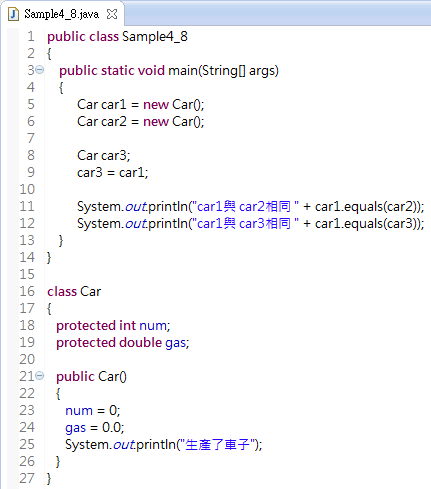 Sample4_8.java
1 public class Sample4_8
2 {
3 public static void main(String[] args)
4 {
5 Car car1 = new Car();
6 Car car2 = new Car();
7
8 Car car3;
9 car3 = car1;
10
11 System.out.println("car1與 car2相同 " + car1.equals(car2));
12 System.out.println("car1與 car3相同 " + car1.equals(car3));
13 }
14 }
15
16 class Car
17 {
18 protected int num;
19 protected double gas;
20
21 public Car()
22 {
23 num = 0;
24 gas = 0.0;
25 System.out.println("生產了車子");
26 }
27 }